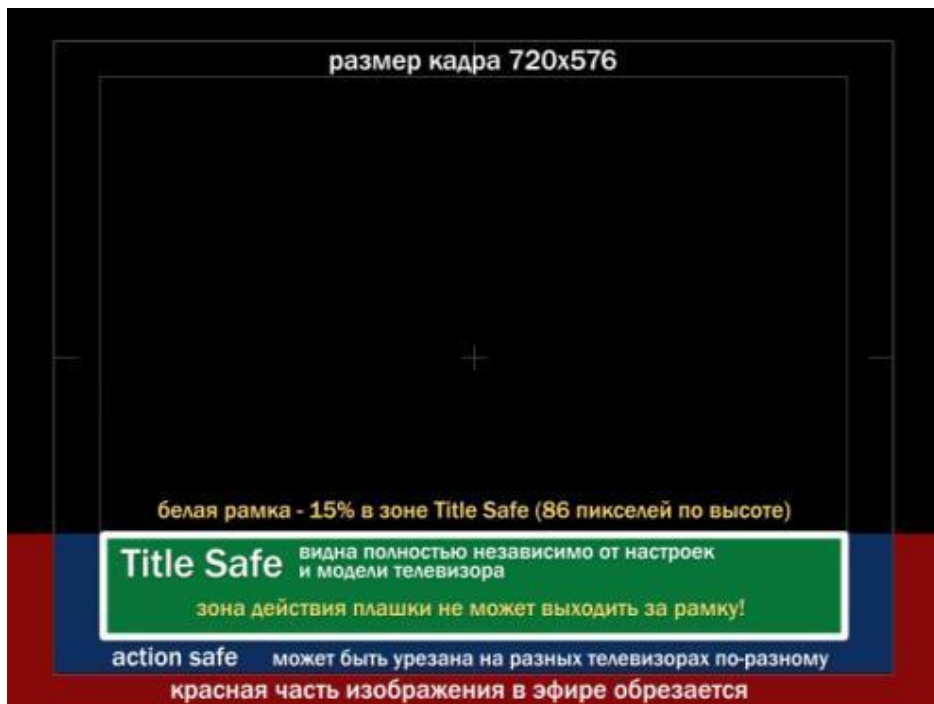 размер кадра 720х576
белая рамка - 15% в зоне Title Safe (86 пикселей по высоте)
Title Safe видна полностью независимо от настроек
и модели телевизора
зона действия плашки не может выходить за рамку!
action safe может быть урезана на разных телевизорах по-разному
красная часть изображения в эфире обрезается